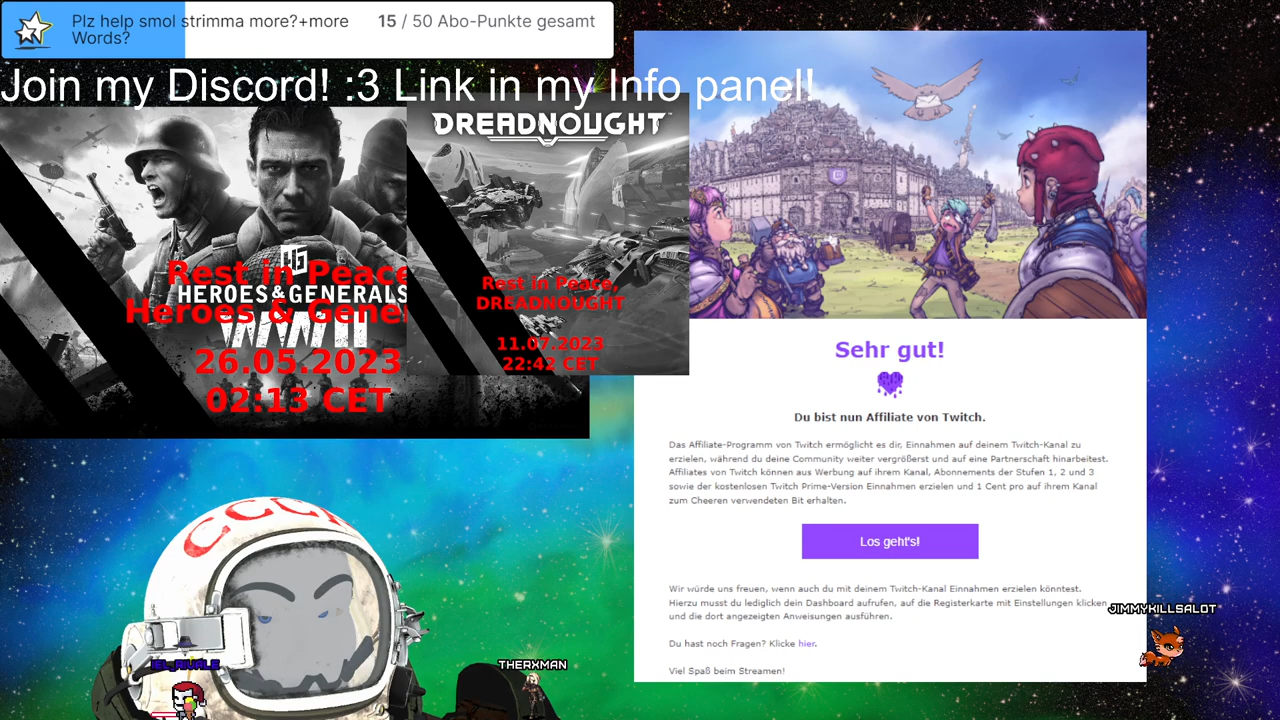 Plz help smol strimma more?+more
Words?
15 / 50 Abo-Punkte gesamt
Join my Discord! :3 Link in my Info panel!
DREADNOUGHT
Rest in Peace
HEROES & GENERALS
Heroes & Gener
WWII
26.05.2023
02:13 CET
Rest in Peace,
DREADNOUGHT
11.07.2023
22:42 CET
Sehr gut!
Du bist nun Affiliate von Twitch.
Das Affiliate-Programm von Twitch ermöglicht es dir, Einnahmen auf deinem Twitch-Kanal zu
erzielen, während du deine Community weiter vergrößerst und auf eine Partnerschaft hinarbeitest.
Affiliates von Twitch können aus Werbung auf ihrem Kanal, Abonnements der Stufen 1, 2 und 3
sowie der kostenlosen Twitch Prime-Version Einnahmen erzielen und 1 Cent pro auf ihrem Kanal
zum Cheeren verwendeten Bit erhalten.
Los geht's!
Wir würde uns freuen, wenn auch du mit deinem Twitch-Kanal Einnahmen erzielen könntest.
Hierzu musst du lediglich dein Dashboard aufrufen, auf die Registerkarte mit Einstellungen klicken
und die dort angezeigten Anweisungen ausführen.
Du hast noch Fragen? Klicke hier.
Viel Spaß beim Streamen!
CCCP
JIMMYKILLSALOT
THERXMAN